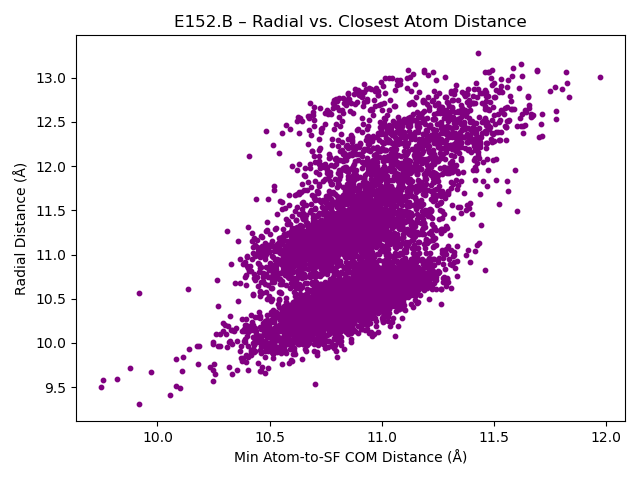 E152.B – Radial vs. Closest Atom Distance
Radial Distance (Å)
13.0
12.5
12.0
11.5
11.0
10.5
10.0
9.5
10.0 10.5 11.0 11.5 12.0
Min Atom-to-SF COM Distance (Å)